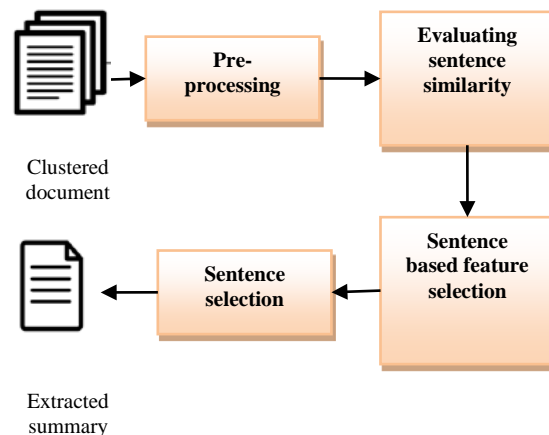 Pre-
processing
Evaluating
sentence
similarity
Clustered
document
Sentence
based feature
selection
Sentence
selection
Extracted
summary